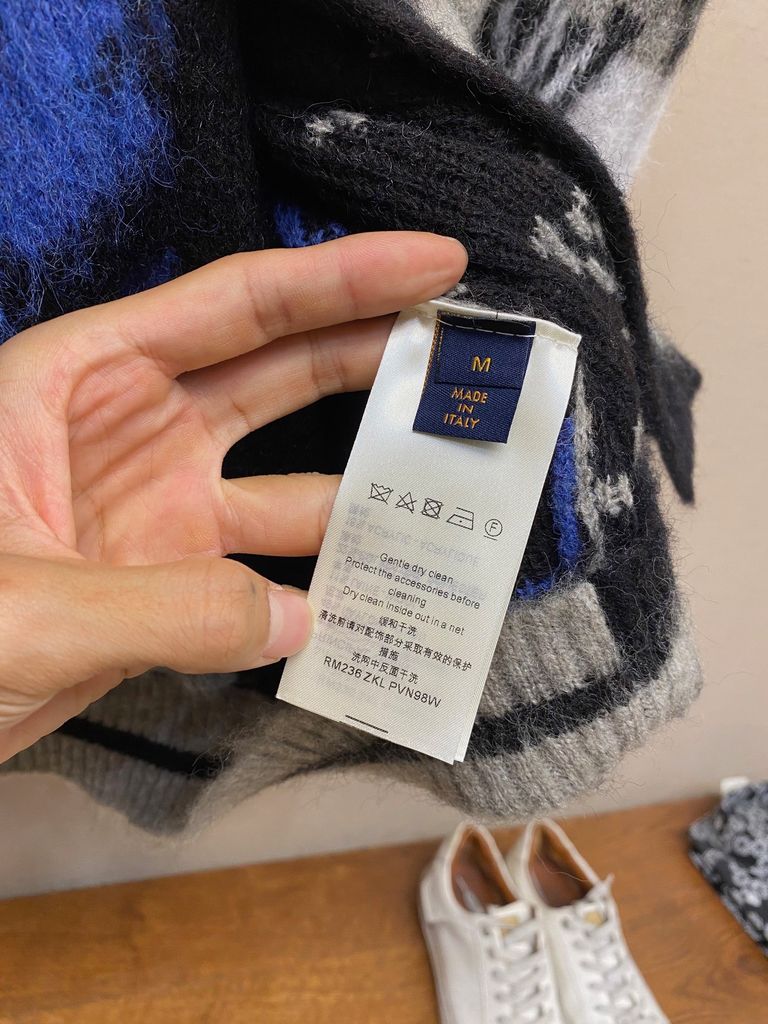 M
MADE
IN
ITALY
Gentle dry clean
Protect the accessories before
cleaning
Dry clean inside out in a net
缓和干洗
清洗前请对配饰部分采取有效的保护
措施
洗网中反面干洗
RM236 ZKL PVN98W